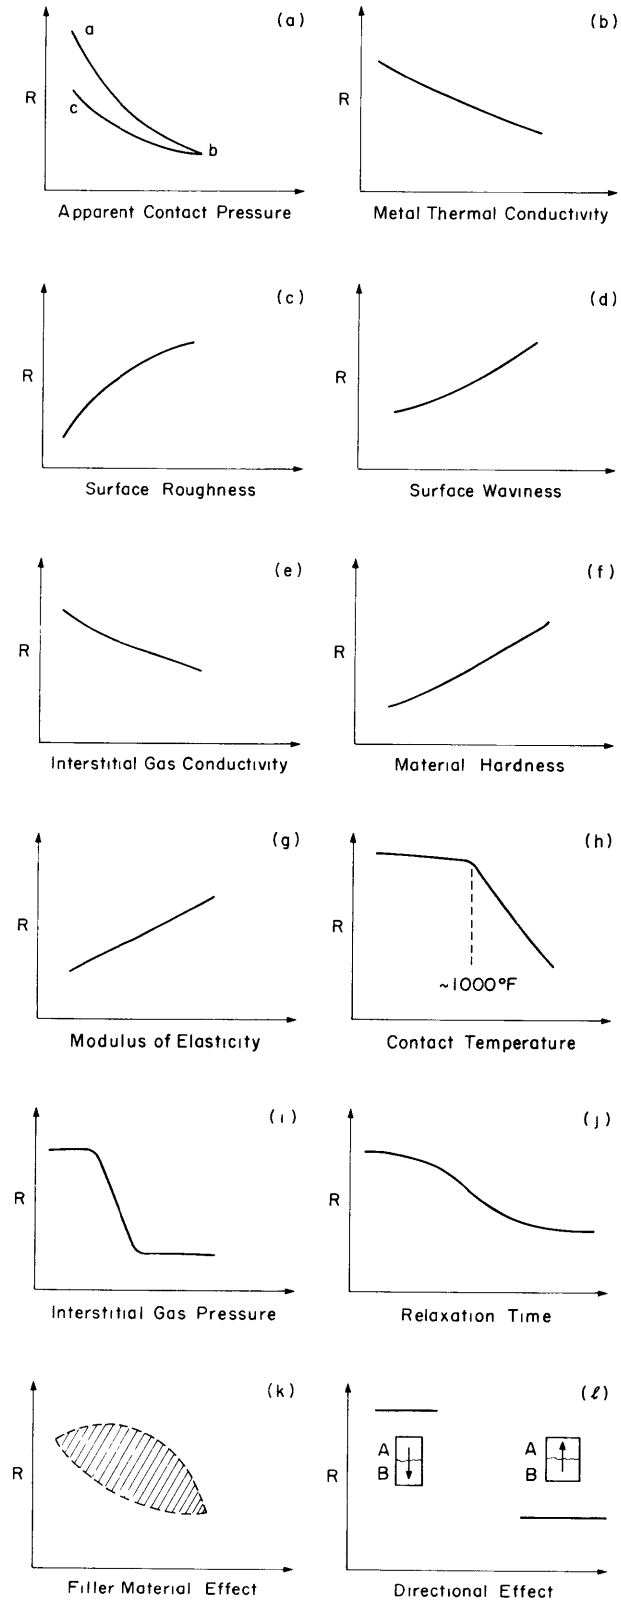 (a)
a
R
c
b
Apparent Contact Pressure
(b)
R
Metal Thermal Conductivity
(c)
R
Surface Roughness
(d)
R
Surface Waviness
(e)
R
Interstitial Gas Conductivity
(f)
R
Material Hardness
(g)
R
Modulus of Elasticity
(h)
R
~1000°F
Contact Temperature
(i)
R
Interstitial Gas Pressure
(j)
R
Relaxation Time
(k)
R
Filler Material Effect
(ℓ)
A
B
A
B
R
Directional Effect